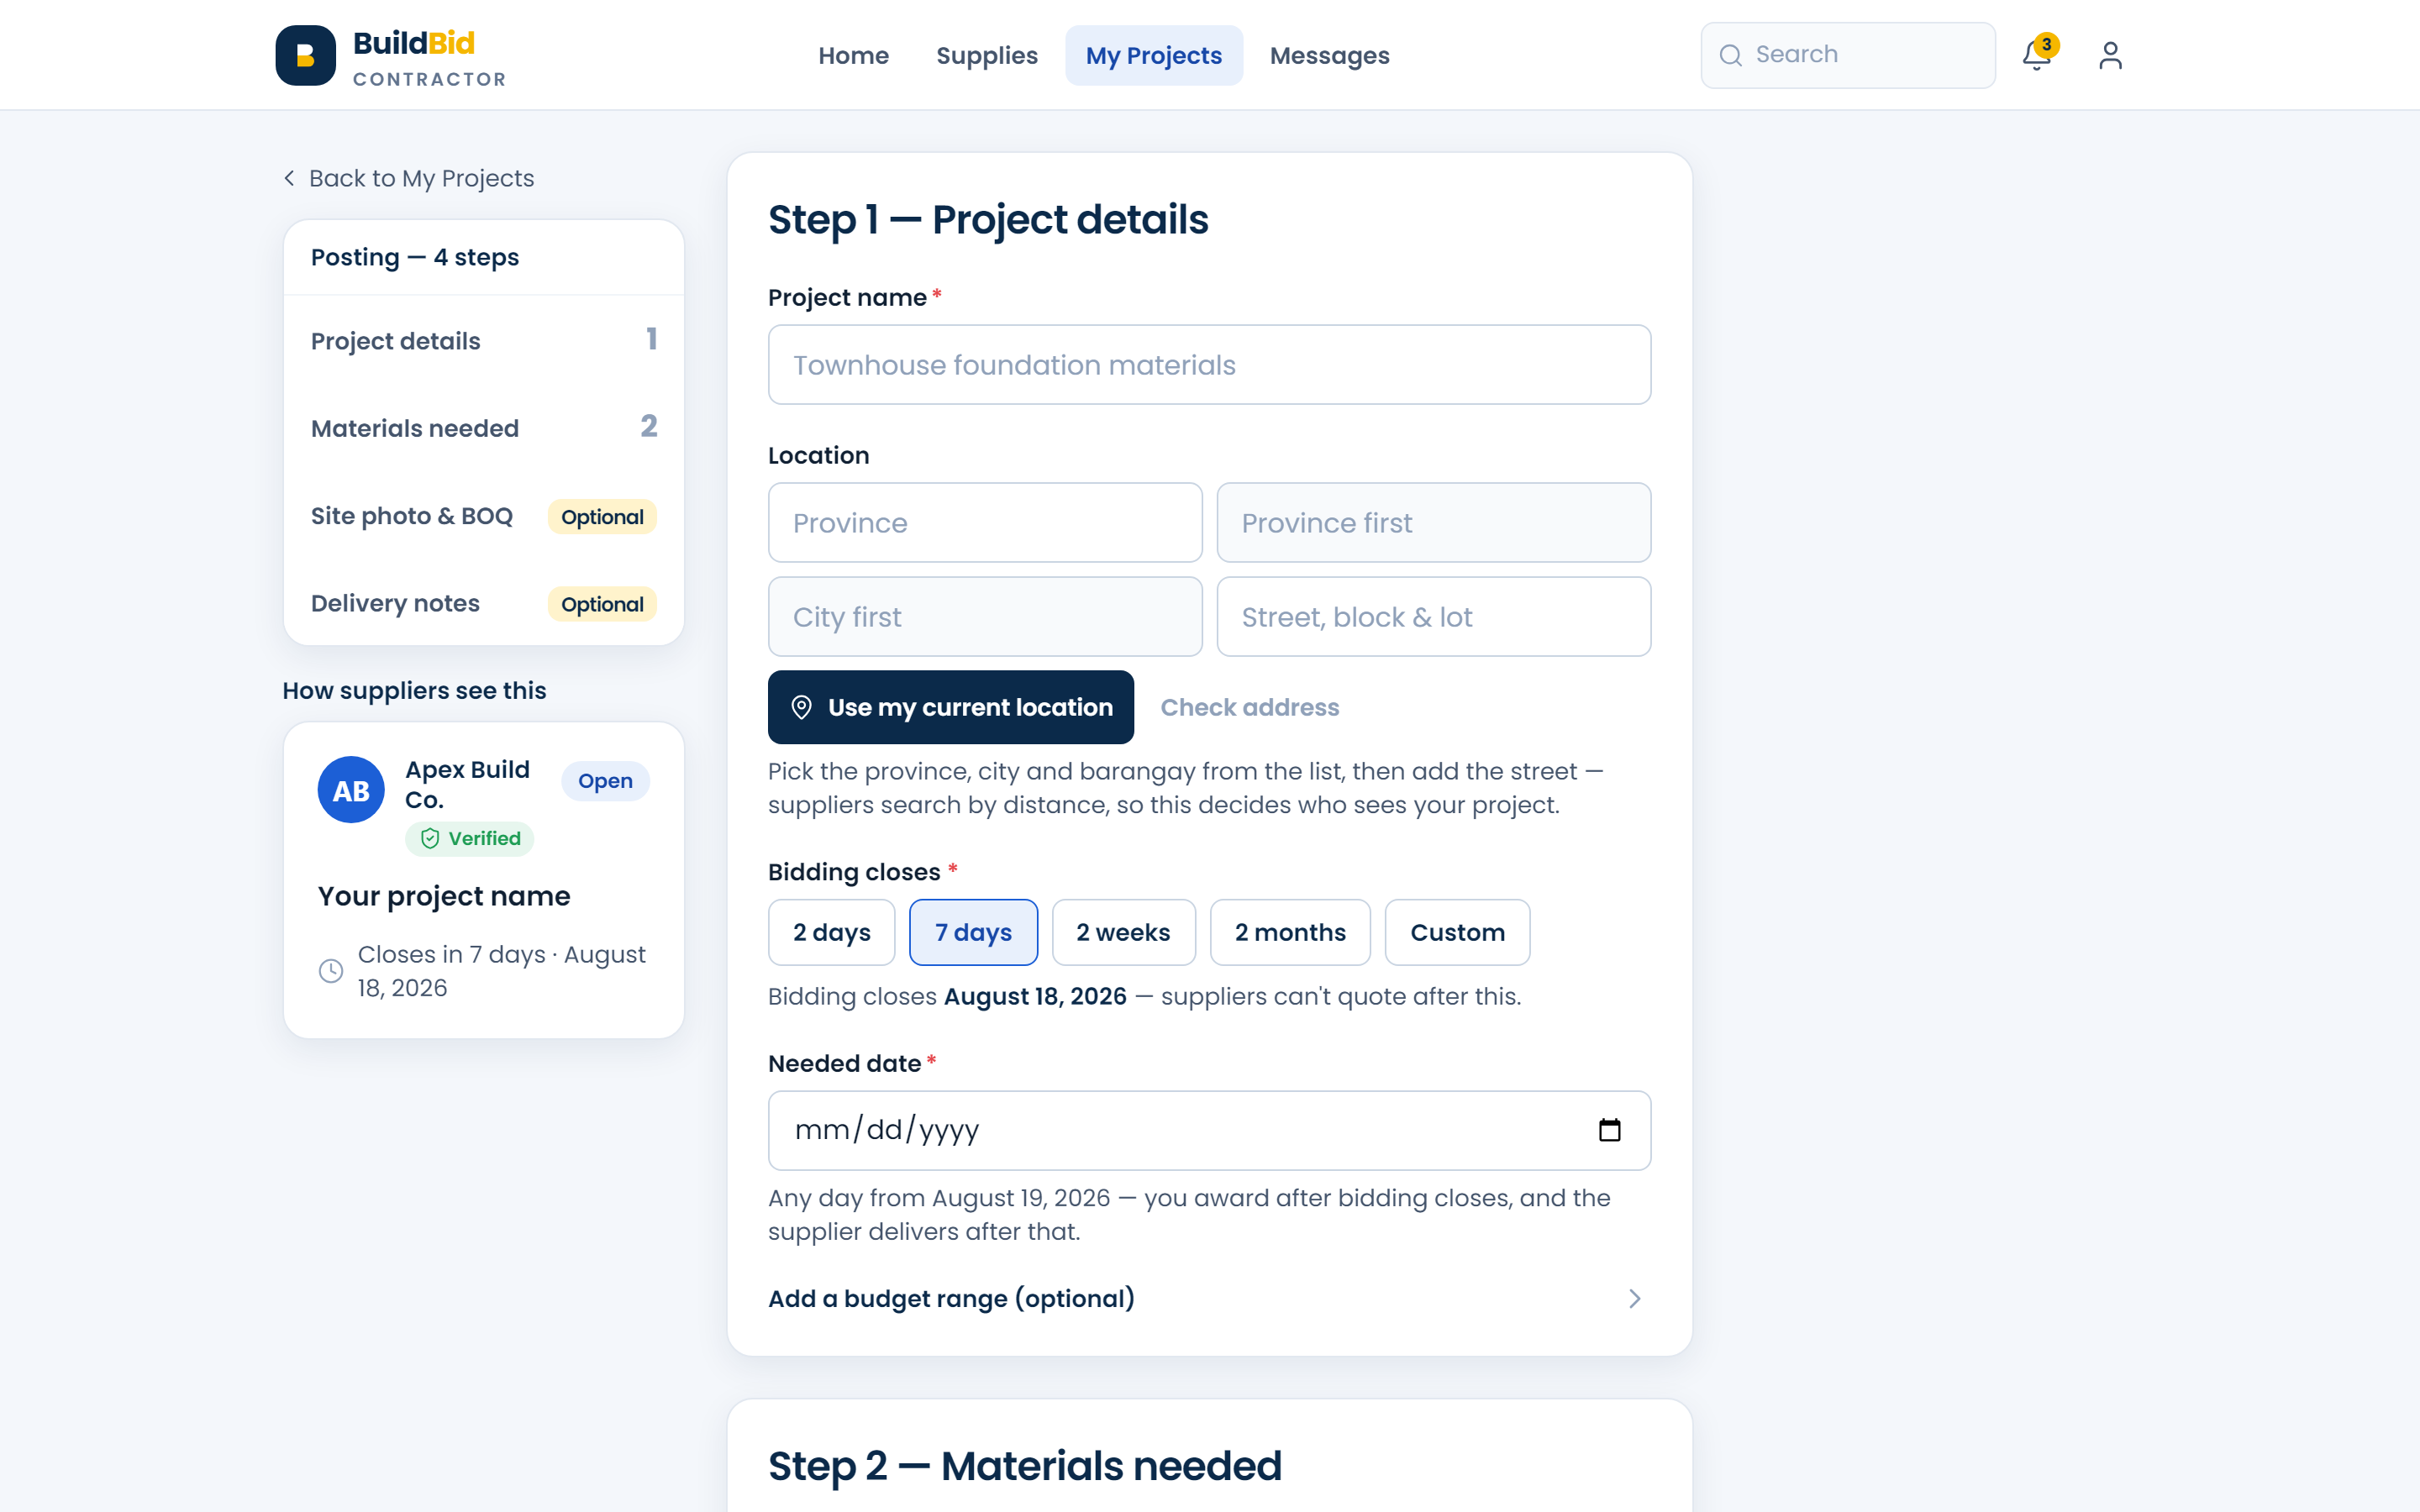 BuildBid
CONTRACTOR
Home
Supplies
My Projects
Messages
Search
3
Back to My Projects
Posting — 4 steps
Project details 1
Materials needed 2
Site photo & BOQ Optional
Delivery notes Optional
How suppliers see this
AB
Apex Build
Co.
Open
Verified
Your project name
Closes in 7 days · August
18, 2026
Step 1 — Project details
Project name *
Townhouse foundation materials
Location
Province
Province first
City first
Street, block & lot
Use my current location
Check address
Pick the province, city and barangay from the list, then add the street —
suppliers search by distance, so this decides who sees your project.
Bidding closes *
2 days
7 days
2 weeks
2 months
Custom
Bidding closes August 18, 2026 — suppliers can't quote after this.
Needed date *
mm/dd/yyyy
Any day from August 19, 2026 — you award after bidding closes, and the
supplier delivers after that.
Add a budget range (optional)
Step 2 — Materials needed